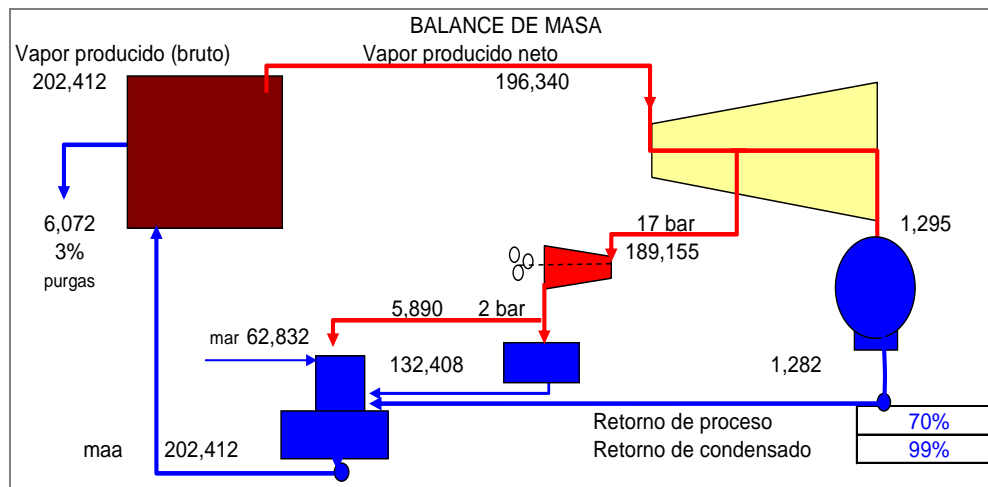 BALANCE DE MASA
Vapor producido (bruto)
Vapor producido neto
202,412
196,340
6,072
3%
purgas
17 bar
189,155
1,295
5,890
2 bar
mar 62,832
132,408
1,282
Retorno de proceso 70%
Retorno de condensado 99%
maa 202,412